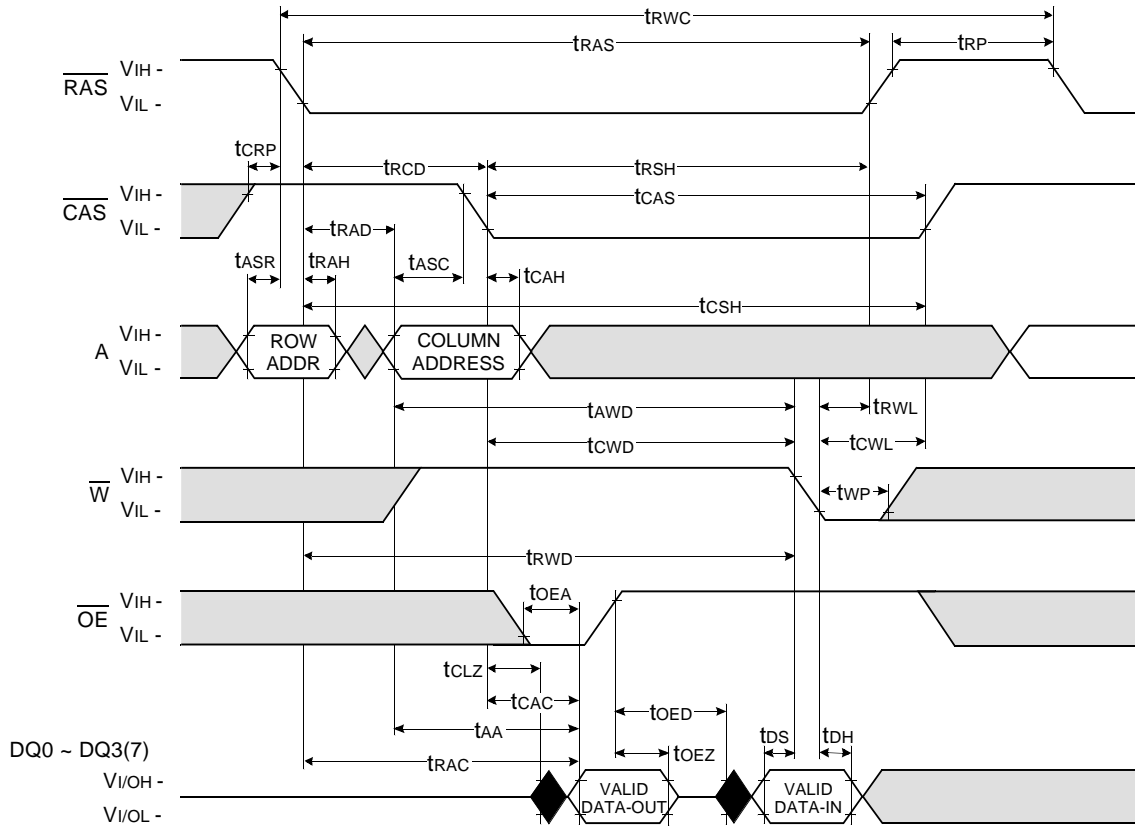 tRWC
tRAS
tRP
RAS
VIH -
VIL -
tCRP
tRCD
tRSH
CAS
VIH -
VIL -
tCAS
tRAD
tASR
tRAH
tASC
tCAH
tCSH
A
VIH -
VIL -
ROW
ADDR
COLUMN
ADDRESS
tAWD
tRWL
tCWD
tCWL
W
VIH -
VIL -
tWP
tRWD
OE
VIH -
VIL -
tOEA
tCLZ
tCAC
tOED
tAA
tOEZ
tDS
tDH
tRAC
DQ0 ~ DQ3(7)
VI/OH -
VI/OL -
VALID
DATA-OUT
VALID
DATA-IN